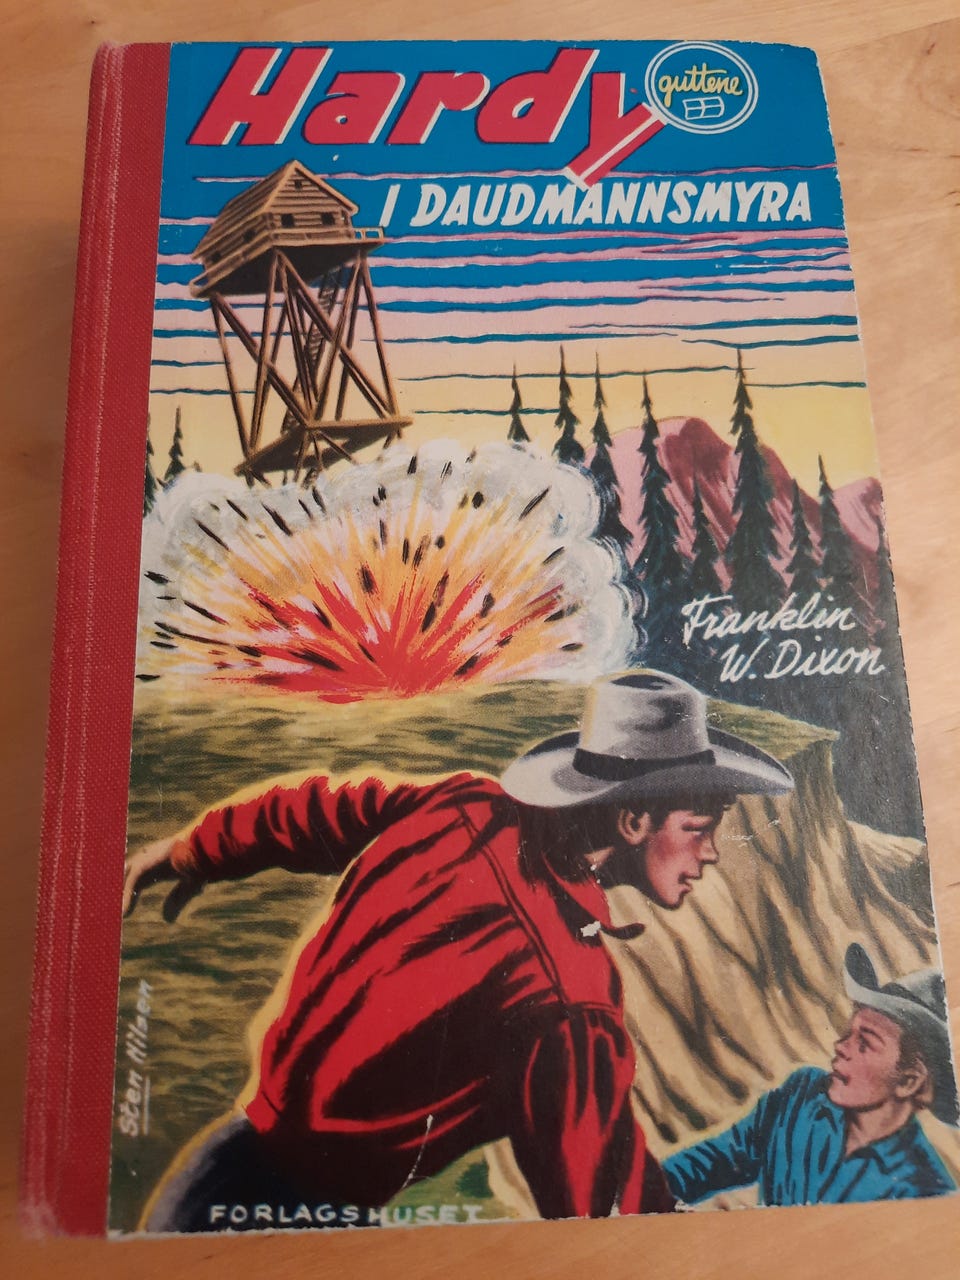 Hardy
guttene
I DAUDMANNSMYRA
Franklin
W. Dixon
Sten Nilsen
FORLAGSHUSET